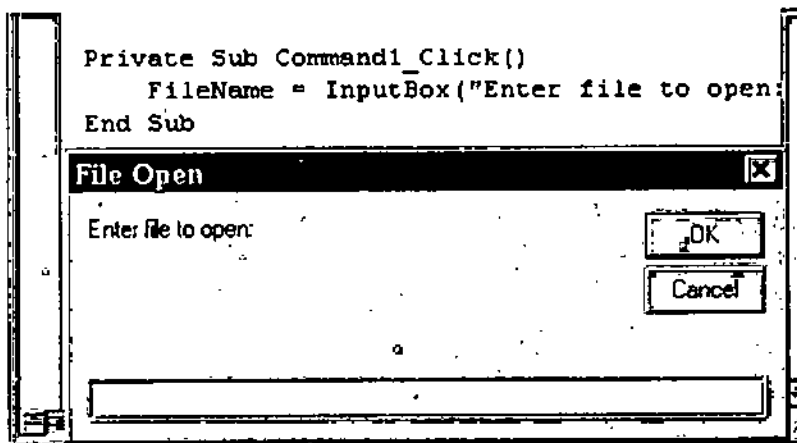 Private Sub Command1_Click()
FileName = InputBox("Enter file to open:
End Sub
File Open
Enter file to open:
OK
Cancel